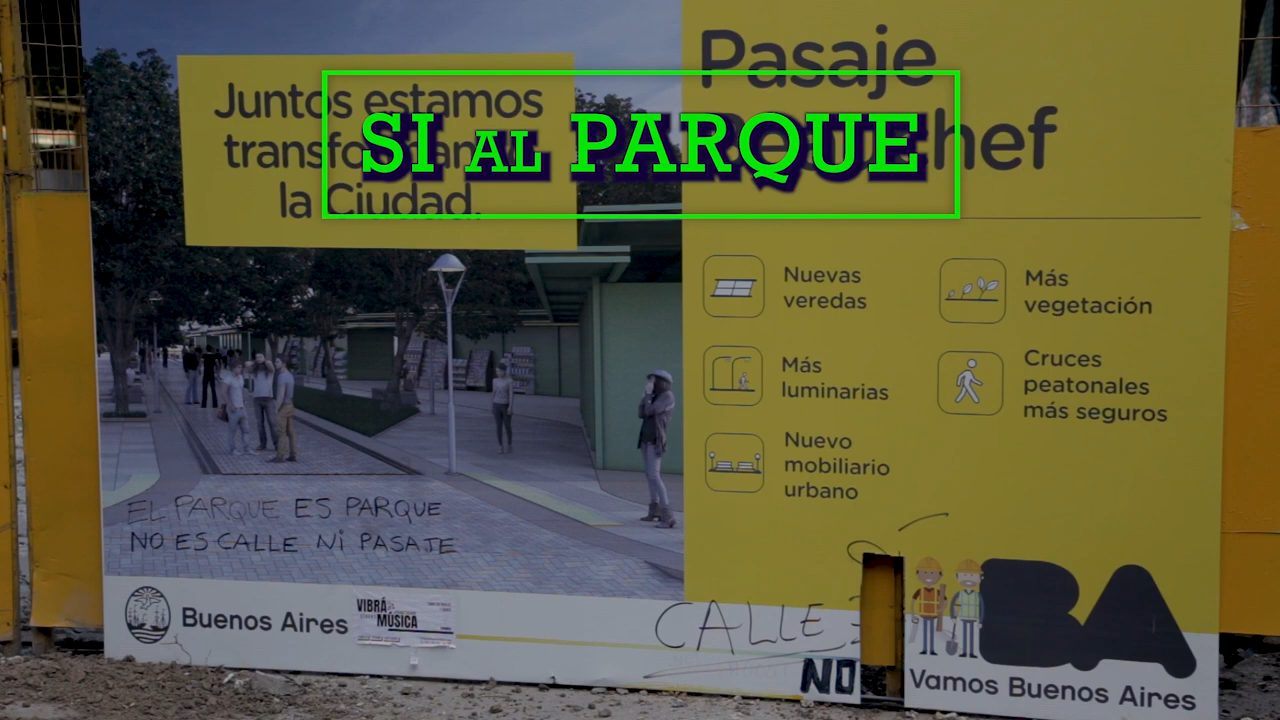 SI AL PARQUE
Juntos estamos
la Ciudad.
Pasaje
Nuevas
veredas
Más
vegetación
Más
luminarias
Cruces
peatonales
más seguros
Nuevo
mobiliario
urbano
EL PARQUE ES PARQUE
NO ES CALLE NI PASAJE
Buenos Aires
VIBRÁ
MÚSICA
CALLE
NO
BA
Vamos Buenos Aires